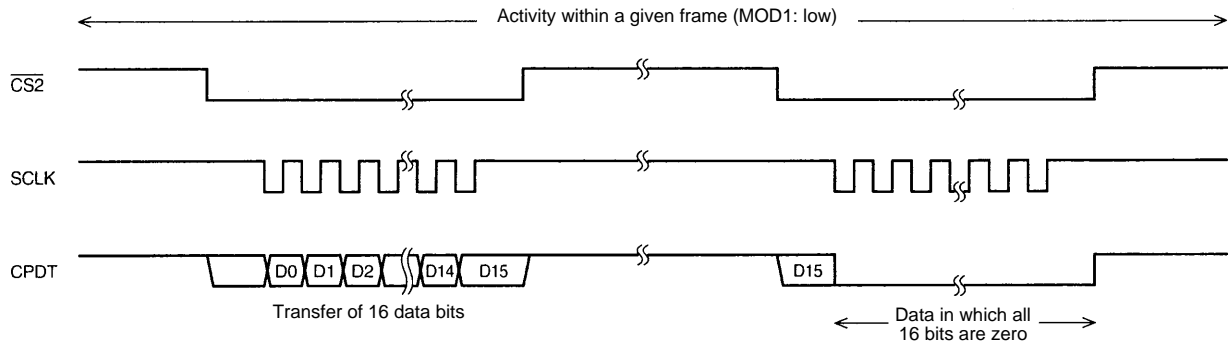 Activity within a given frame (MOD1: low)
CS2
SCLK
CPDT
D0 D1 D2 D14 D15 D15
Transfer of 16 data bits
Data in which all
16 bits are zero